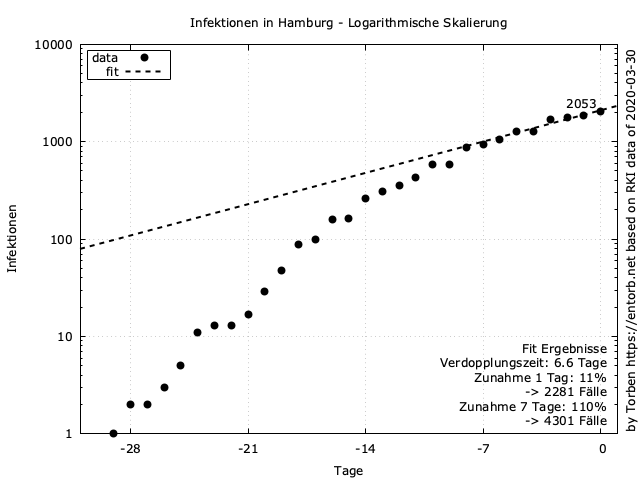 Infektionen in Hamburg - Logarithmische Skalierung
10000
1000
100
10
1
data
fit
2053
Infektionen
Fit Ergebnisse
Verdopplungszeit: 6.6 Tage
Zunahme 1 Tag: 11%
-> 2281 Fälle
Zunahme 7 Tage: 110%
-> 4301 Fälle
-28 -21 -14 -7 0
Tage
by Torben https://entorb.net based on RKI data of 2020-03-30